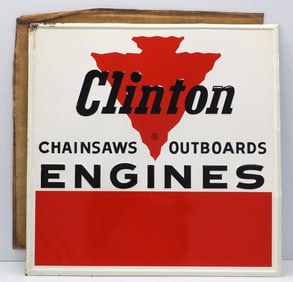 Clinton
®
CHAINSAWS OUTBOARDS
ENGINES